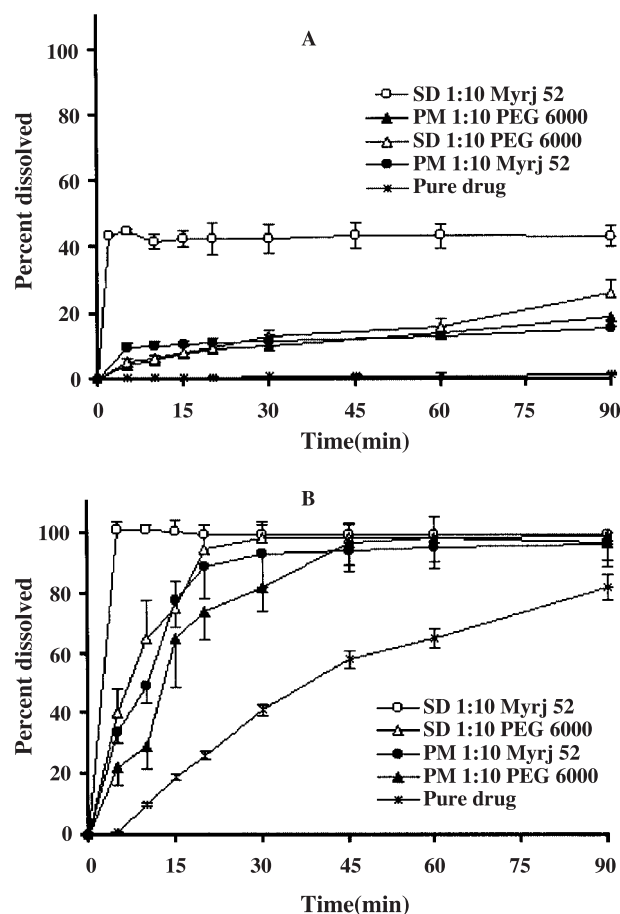 A
100
80
60
40
20
0
Percent dissolved
SD 1:10 Myrj 52
PM 1:10 PEG 6000
SD 1:10 PEG 6000
PM 1:10 Myrj 52
Pure drug
0 15 30 45 60 75 90
Time(min)
B
100
80
60
40
20
0
Percent dissolved
SD 1:10 Myrj 52
SD 1:10 PEG 6000
PM 1:10 Myrj 52
PM 1:10 PEG 6000
Pure drug
0 15 30 45 60 75 90
Time(min)